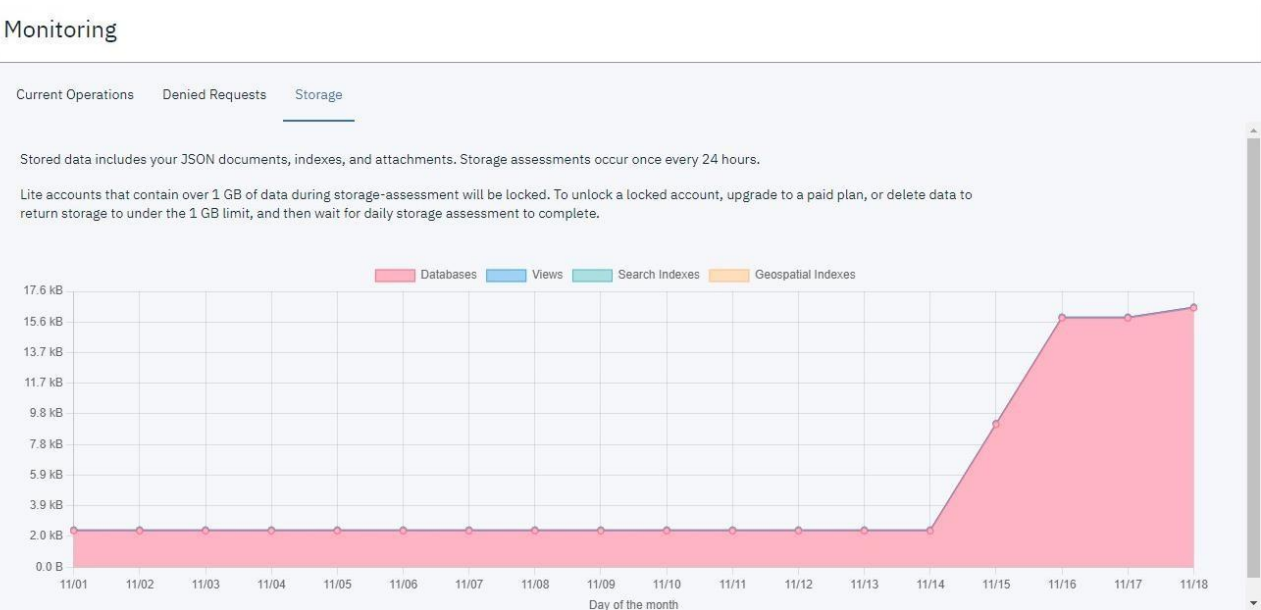 Monitoring
Current Operations Denied Requests Storage
Stored data includes your JSON documents, indexes, and attachments. Storage assessments occur once every 24 hours.
Lite accounts that contain over 1 GB of data during storage-assessment will be locked. To unlock a locked account, upgrade to a paid plan, or delete data to
return storage to under the 1 GB limit, and then wait for daily storage assessment to complete.
Databases Views Search Indexes Geospatial Indexes
17.6 kB
15.6 kB
13.7 kB
11.7 kB
9.8 kB
7.8 kB
5.9 kB
3.9 kB
2.0 kB
0.0 B
11/01 11/02 11/03 11/04 11/05 11/06 11/07 11/08 11/09 11/10 11/11 11/12 11/13 11/14 11/15 11/16 11/17 11/18
Day of the month